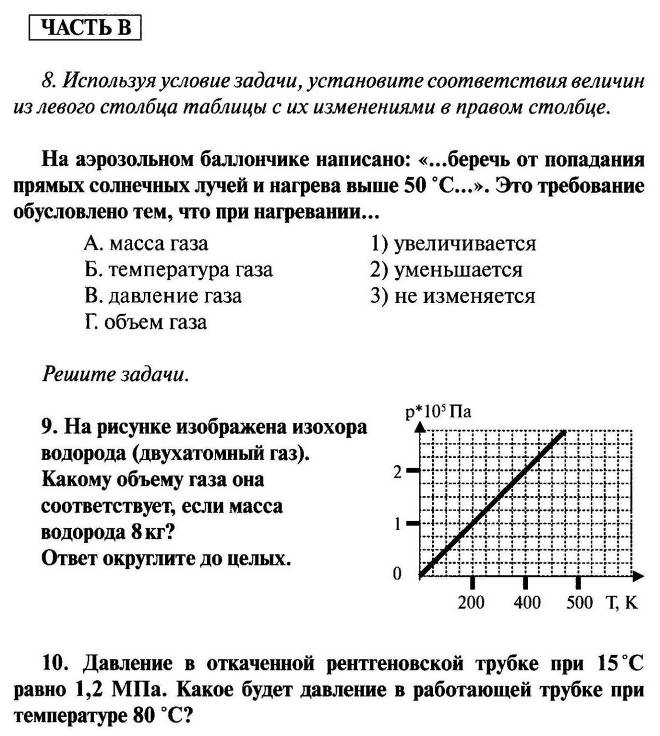 ЧАСТЬ В
8. Используя условие задачи, установите соответствия величин
из левого столбца таблицы с их изменениями в правом столбце.
На аэрозольном баллончике написано: «...беречь от попадания
прямых солнечных лучей и нагрева выше 50 °С...». Это требование
обусловлено тем, что при нагревании...
А. масса газа 1) увеличивается
Б. температура газа 2) уменьшается
В. давление газа 3) не изменяется
Г. объем газа
Решите задачи.
9. На рисунке изображена изохора
водорода (двухатомный газ).
Какому объему газа она
соответствует, если масса
водорода 8 кг?
Ответ округлите до целых.
р*10⁵ Па
2
1
0
200 400 500 Т, К
10. Давление в откаченной рентгеновской трубке при 15 °С
равно 1,2 МПа. Какое будет давление в работающей трубке при
температуре 80 °С?